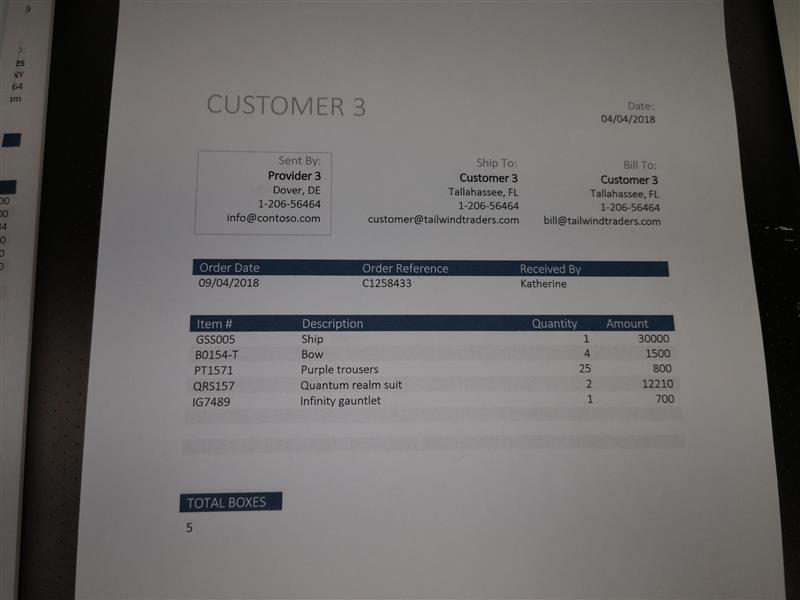 CUSTOMER 3
Date:
04/04/2018
Sent By:
Provider 3
Dover, DE
1-206-56464
info@contoso.com
Ship To:
Customer 3
Tallahassee, FL
1-206-56464
customer@tailwindtraders.com
Bill To:
Customer 3
Tallahassee, FL
1-206-56464
bill@tailwindtraders.com
Order Date Order Reference Received By
09/04/2018 C1258433 Katherine
Item # Description Quantity Amount
GSS005 Ship 1 30000
B0154-T Bow 4 1500
PT1571 Purple trousers 25 800
QRS157 Quantum realm suit 2 12210
IG7489 Infinity gauntlet 1 700
TOTAL BOXES
5